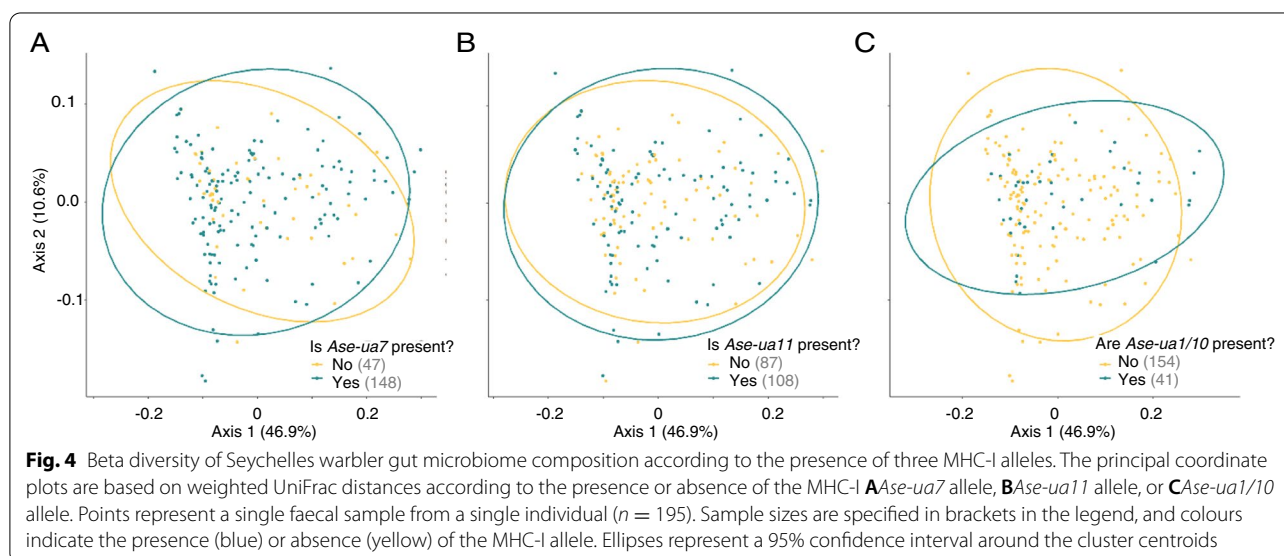 A
B
C
0.1
0.0
-0.1
Axis 2 (10.6%)
Is Ase-ua7 present?
No (47)
Yes (148)
Is Ase-ua11 present?
No (87)
Yes (108)
Are Ase-ua1/10 present?
No (154)
Yes (41)
-0.2 0 0.2
-0.2 0 0.2
-0.2 0 0.2
Axis 1 (46.9%)
Axis 1 (46.9%)
Axis 1 (46.9%)
Fig. 4 Beta diversity of Seychelles warbler gut microbiome composition according to the presence of three MHC-I alleles. The principal coordinate
plots are based on weighted UniFrac distances according to the presence or absence of the MHC-I AAse-ua7 allele, BAse-ua11 allele, or CAse-ua1/10
allele. Points represent a single faecal sample from a single individual (n = 195). Sample sizes are specified in brackets in the legend, and colours
indicate the presence (blue) or absence (yellow) of the MHC-I allele. Ellipses represent a 95% confidence interval around the cluster centroids